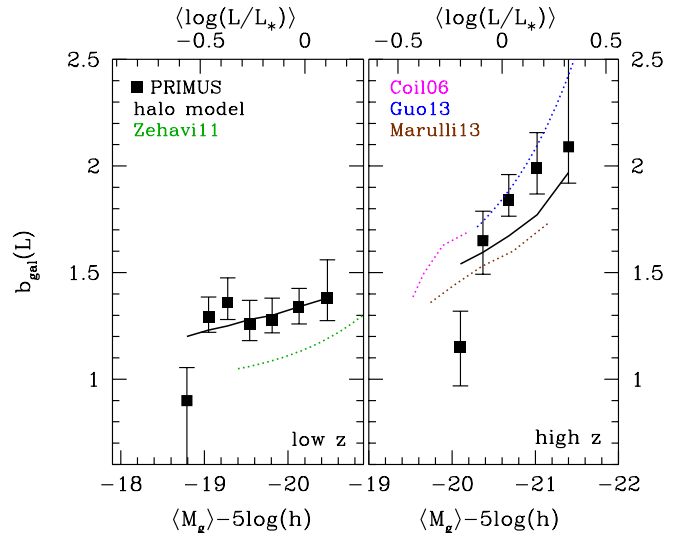 ⟨log(L/L*)⟩ ⟨log(L/L*)⟩
−0.5 0 −0.5 0 0.5
2.5 2.5
PRIMUS Coil06
halo model Guo13
Zehavi11 Marulli13
2 2
b_gal(L)
1.5 1.5
1 1
low z high z
−18 −19 −20 −19 −20 −21 −22
⟨M_g⟩−5log(h) ⟨M_g⟩−5log(h)